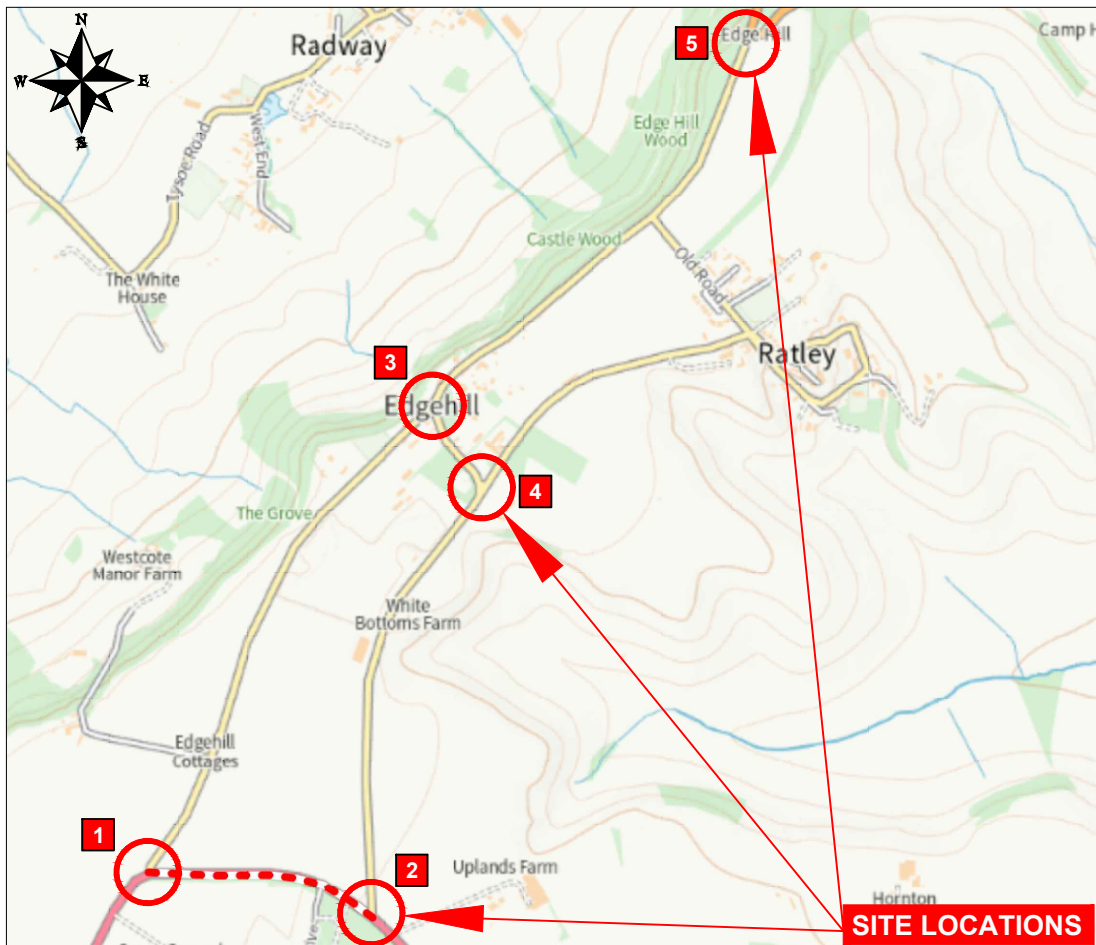 N
W
E
S
Radway
5
Edge Hill
Camp H
Edge Hill
Wood
West End
Tysoe Road
Castle Wood
Old Road
The White
House
3
Ratley
Edgehill
4
The Grove
Westcote
Manor Farm
White
Bottoms Farm
Edgehill
Cottages
1
2
Uplands Farm
Hornton
SITE LOCATIONS